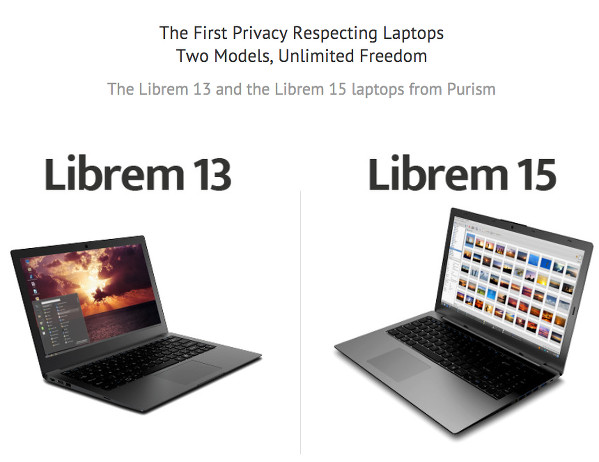 The First Privacy Respecting Laptops
Two Models, Unlimited Freedom
The Librem 13 and the Librem 15 laptops from Purism
Librem 13
Librem 15